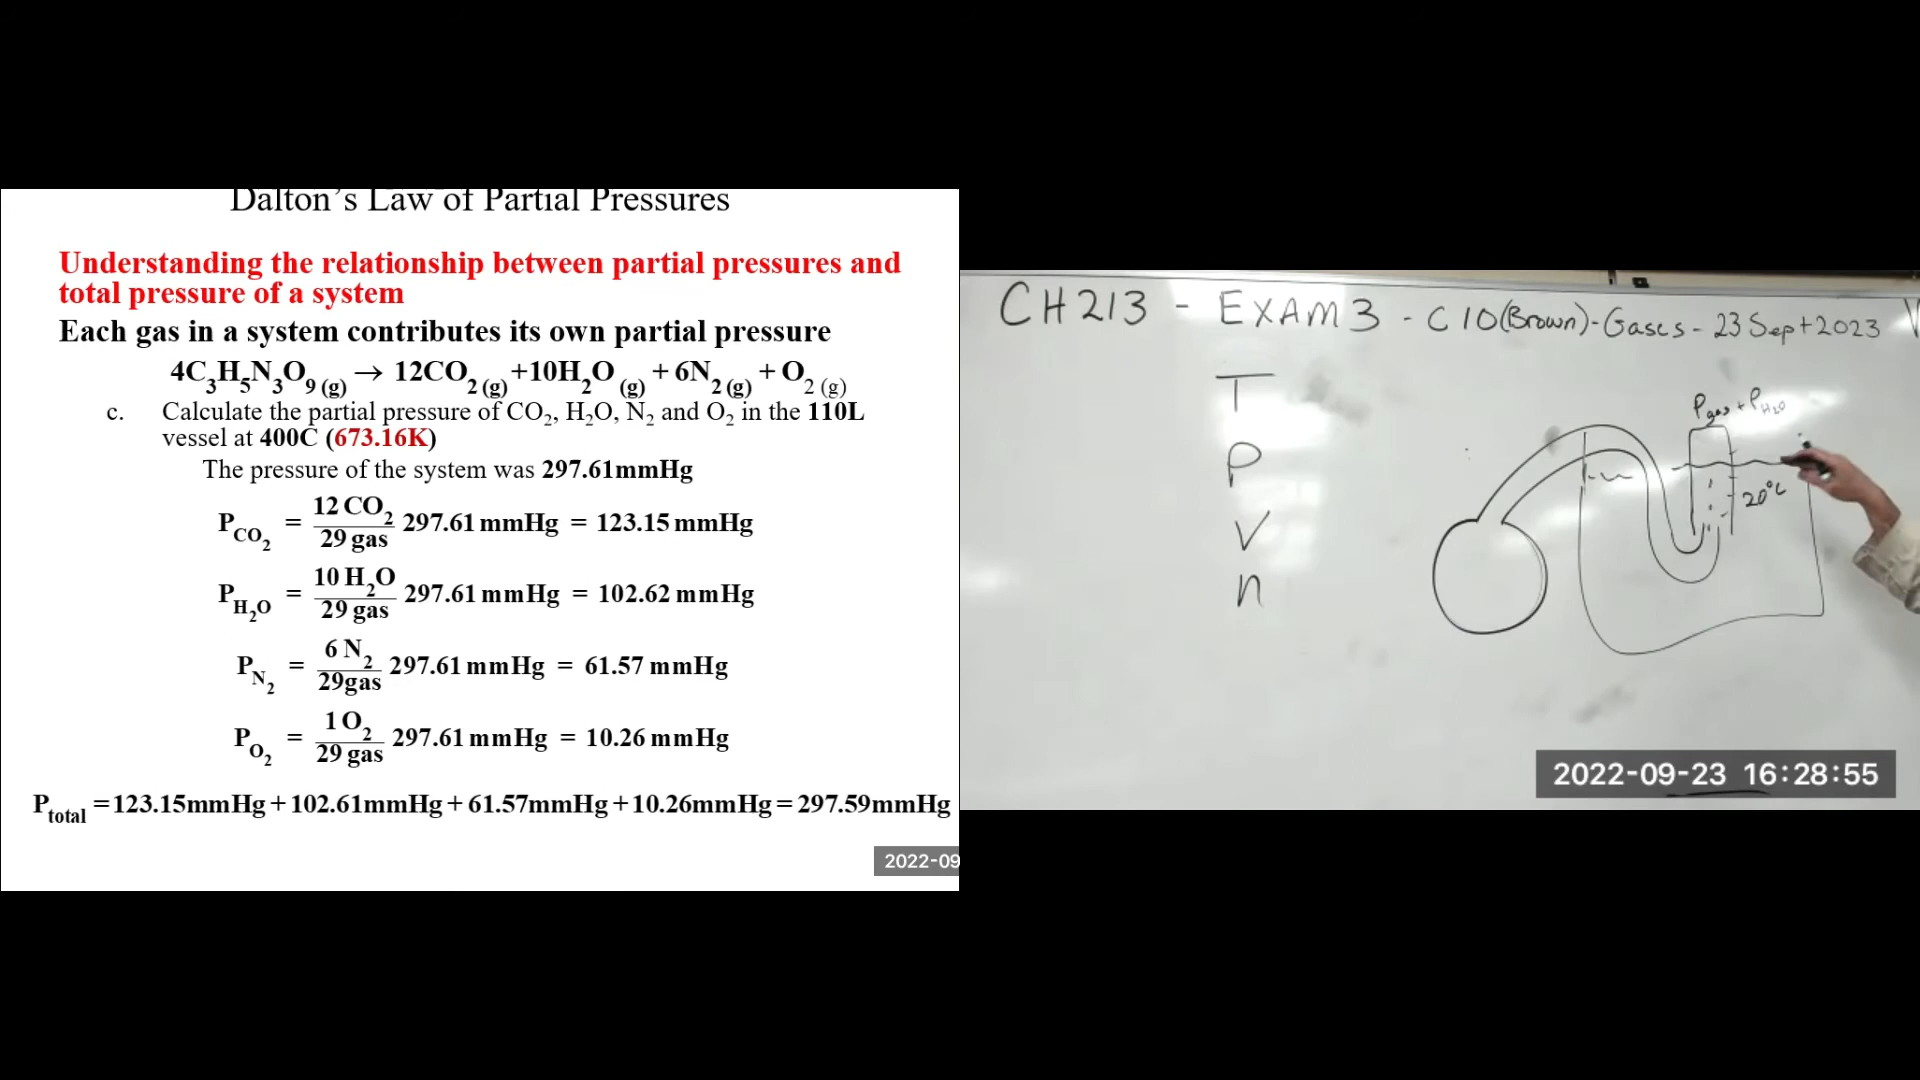 Dalton's Law of Partial Pressures
Understanding the relationship between partial pressures and
total pressure of a system
Each gas in a system contributes its own partial pressure
4C₃H₅N₃O₉ (g) → 12CO₂ (g) +10H₂O (g) + 6N₂ (g) + O₂ (g)
c. Calculate the partial pressure of CO₂, H₂O, N₂ and O₂ in the 110L
vessel at 400C (673.16K)
The pressure of the system was 297.61mmHg
P_CO₂ = 12 CO₂ / 29 gas 297.61 mmHg = 123.15 mmHg
P_H₂O = 10 H₂O / 29 gas 297.61 mmHg = 102.62 mmHg
P_N₂ = 6 N₂ / 29gas 297.61 mmHg = 61.57 mmHg
P_O₂ = 1 O₂ / 29 gas 297.61 mmHg = 10.26 mmHg
P_total = 123.15mmHg + 102.61mmHg + 61.57mmHg + 10.26mmHg = 297.59mmHg
2022-09
CH213 - EXAM 3 - C10(Brown)-Gases - 23 Sept 2023
T
P
V
n
Pgas + PH₂O
20°C
2022-09-23 16:28:55